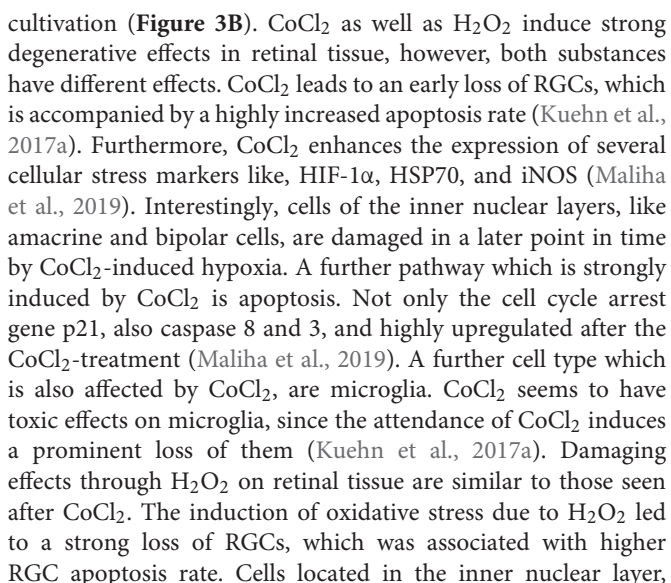 cultivation (Figure 3B). CoCl₂ as well as H₂O₂ induce strong
degenerative effects in retinal tissue, however, both substances
have different effects. CoCl₂ leads to an early loss of RGCs, which
is accompanied by a highly increased apoptosis rate (Kuehn et al.,
2017a). Furthermore, CoCl₂ enhances the expression of several
cellular stress markers like, HIF-1α, HSP70, and iNOS (Maliha
et al., 2019). Interestingly, cells of the inner nuclear layers, like
amacrine and bipolar cells, are damaged in a later point in time
by CoCl₂-induced hypoxia. A further pathway which is strongly
induced by CoCl₂ is apoptosis. Not only the cell cycle arrest
gene p21, also caspase 8 and 3, and highly upregulated after the
CoCl₂-treatment (Maliha et al., 2019). A further cell type which
is also affected by CoCl₂, are microglia. CoCl₂ seems to have
toxic effects on microglia, since the attendance of CoCl₂ induces
a prominent loss of them (Kuehn et al., 2017a). Damaging
effects through H₂O₂ on retinal tissue are similar to those seen
after CoCl₂. The induction of oxidative stress due to H₂O₂ led
to a strong loss of RGCs, which was associated with higher
RGC apoptosis rate. Cells located in the inner nuclear layer,